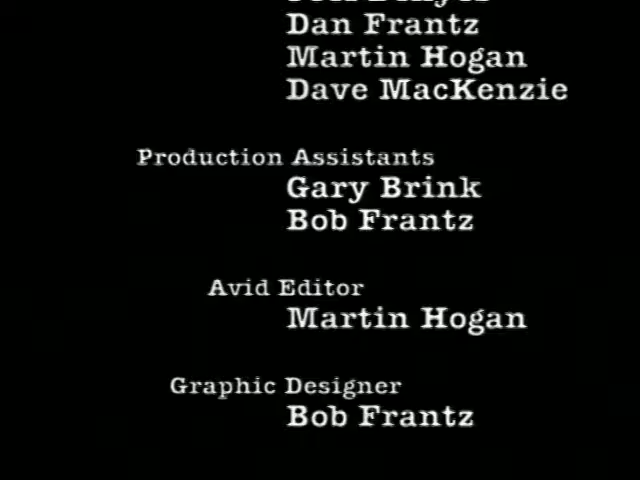 Dan Frantz
Martin Hogan
Dave MacKenzie
Production Assistants
Gary Brink
Bob Frantz
Avid Editor
Martin Hogan
Graphic Designer
Bob Frantz